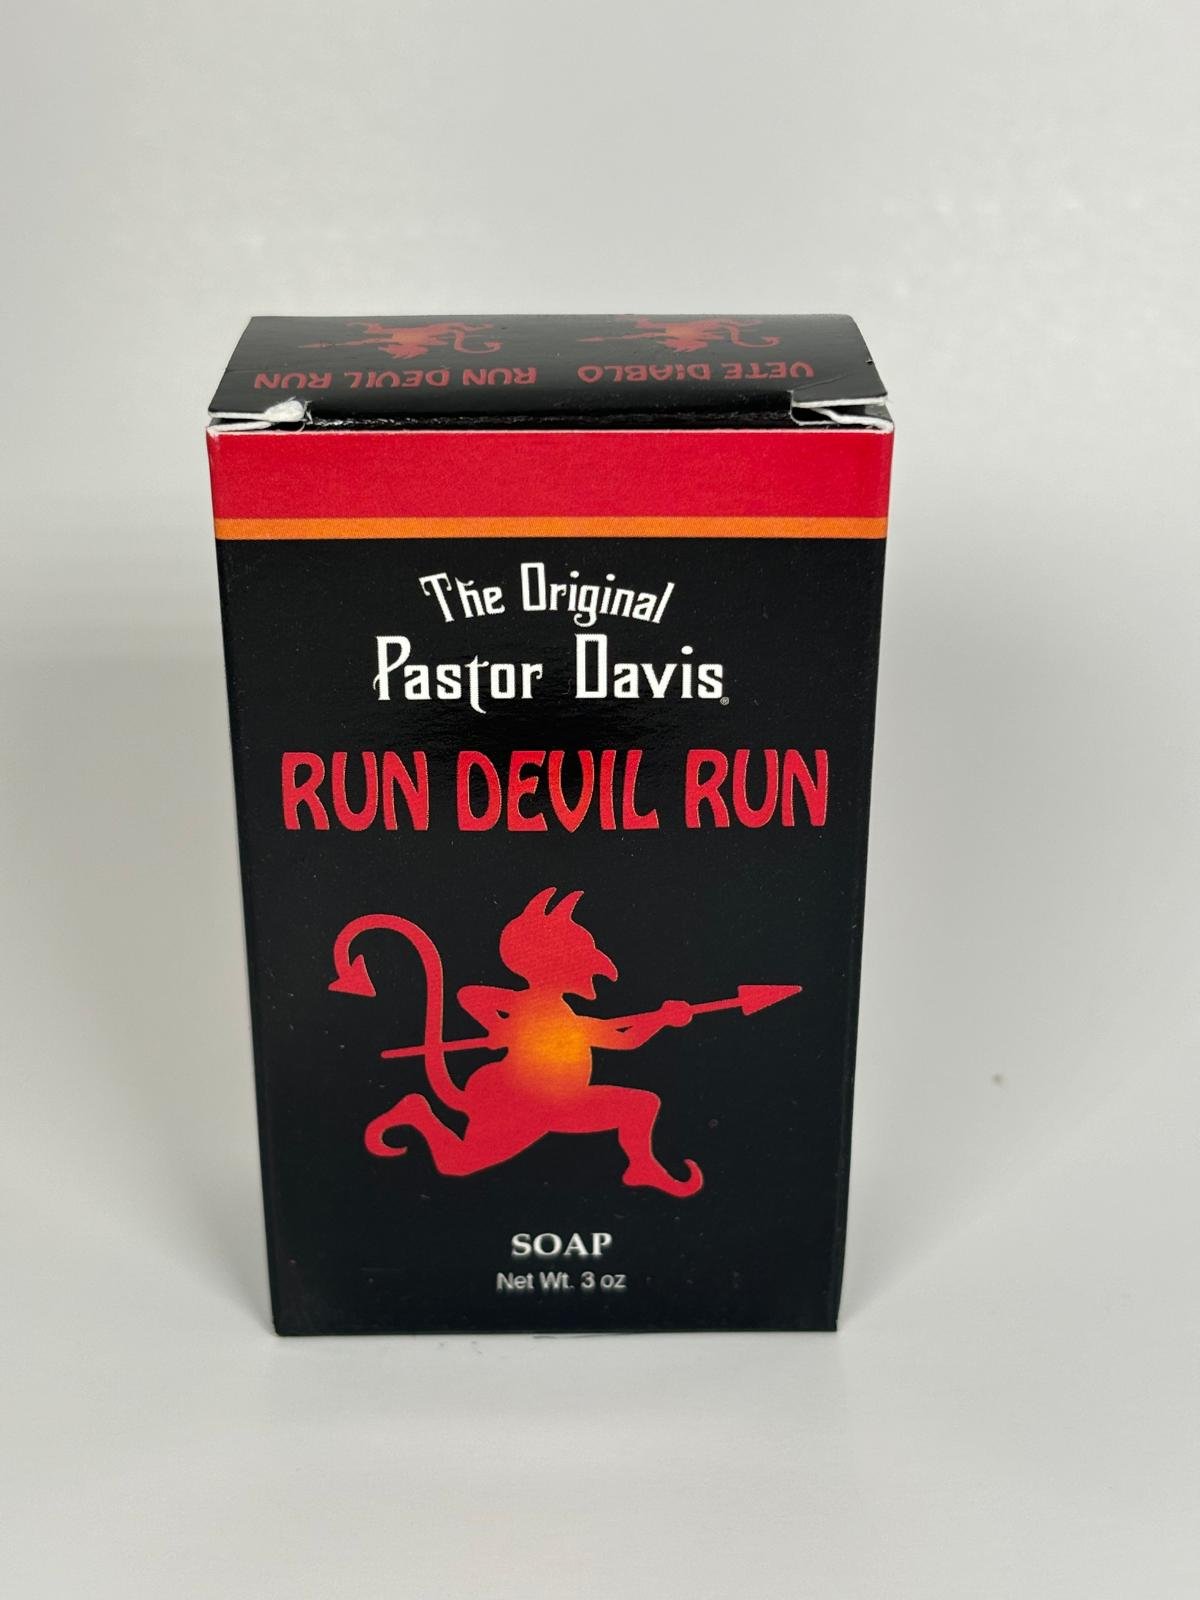 RUN DEVIL RUN
VETE DIABLO
The Original
Pastor Davis®
RUN DEVIL RUN
SOAP
Net Wt. 3 oz